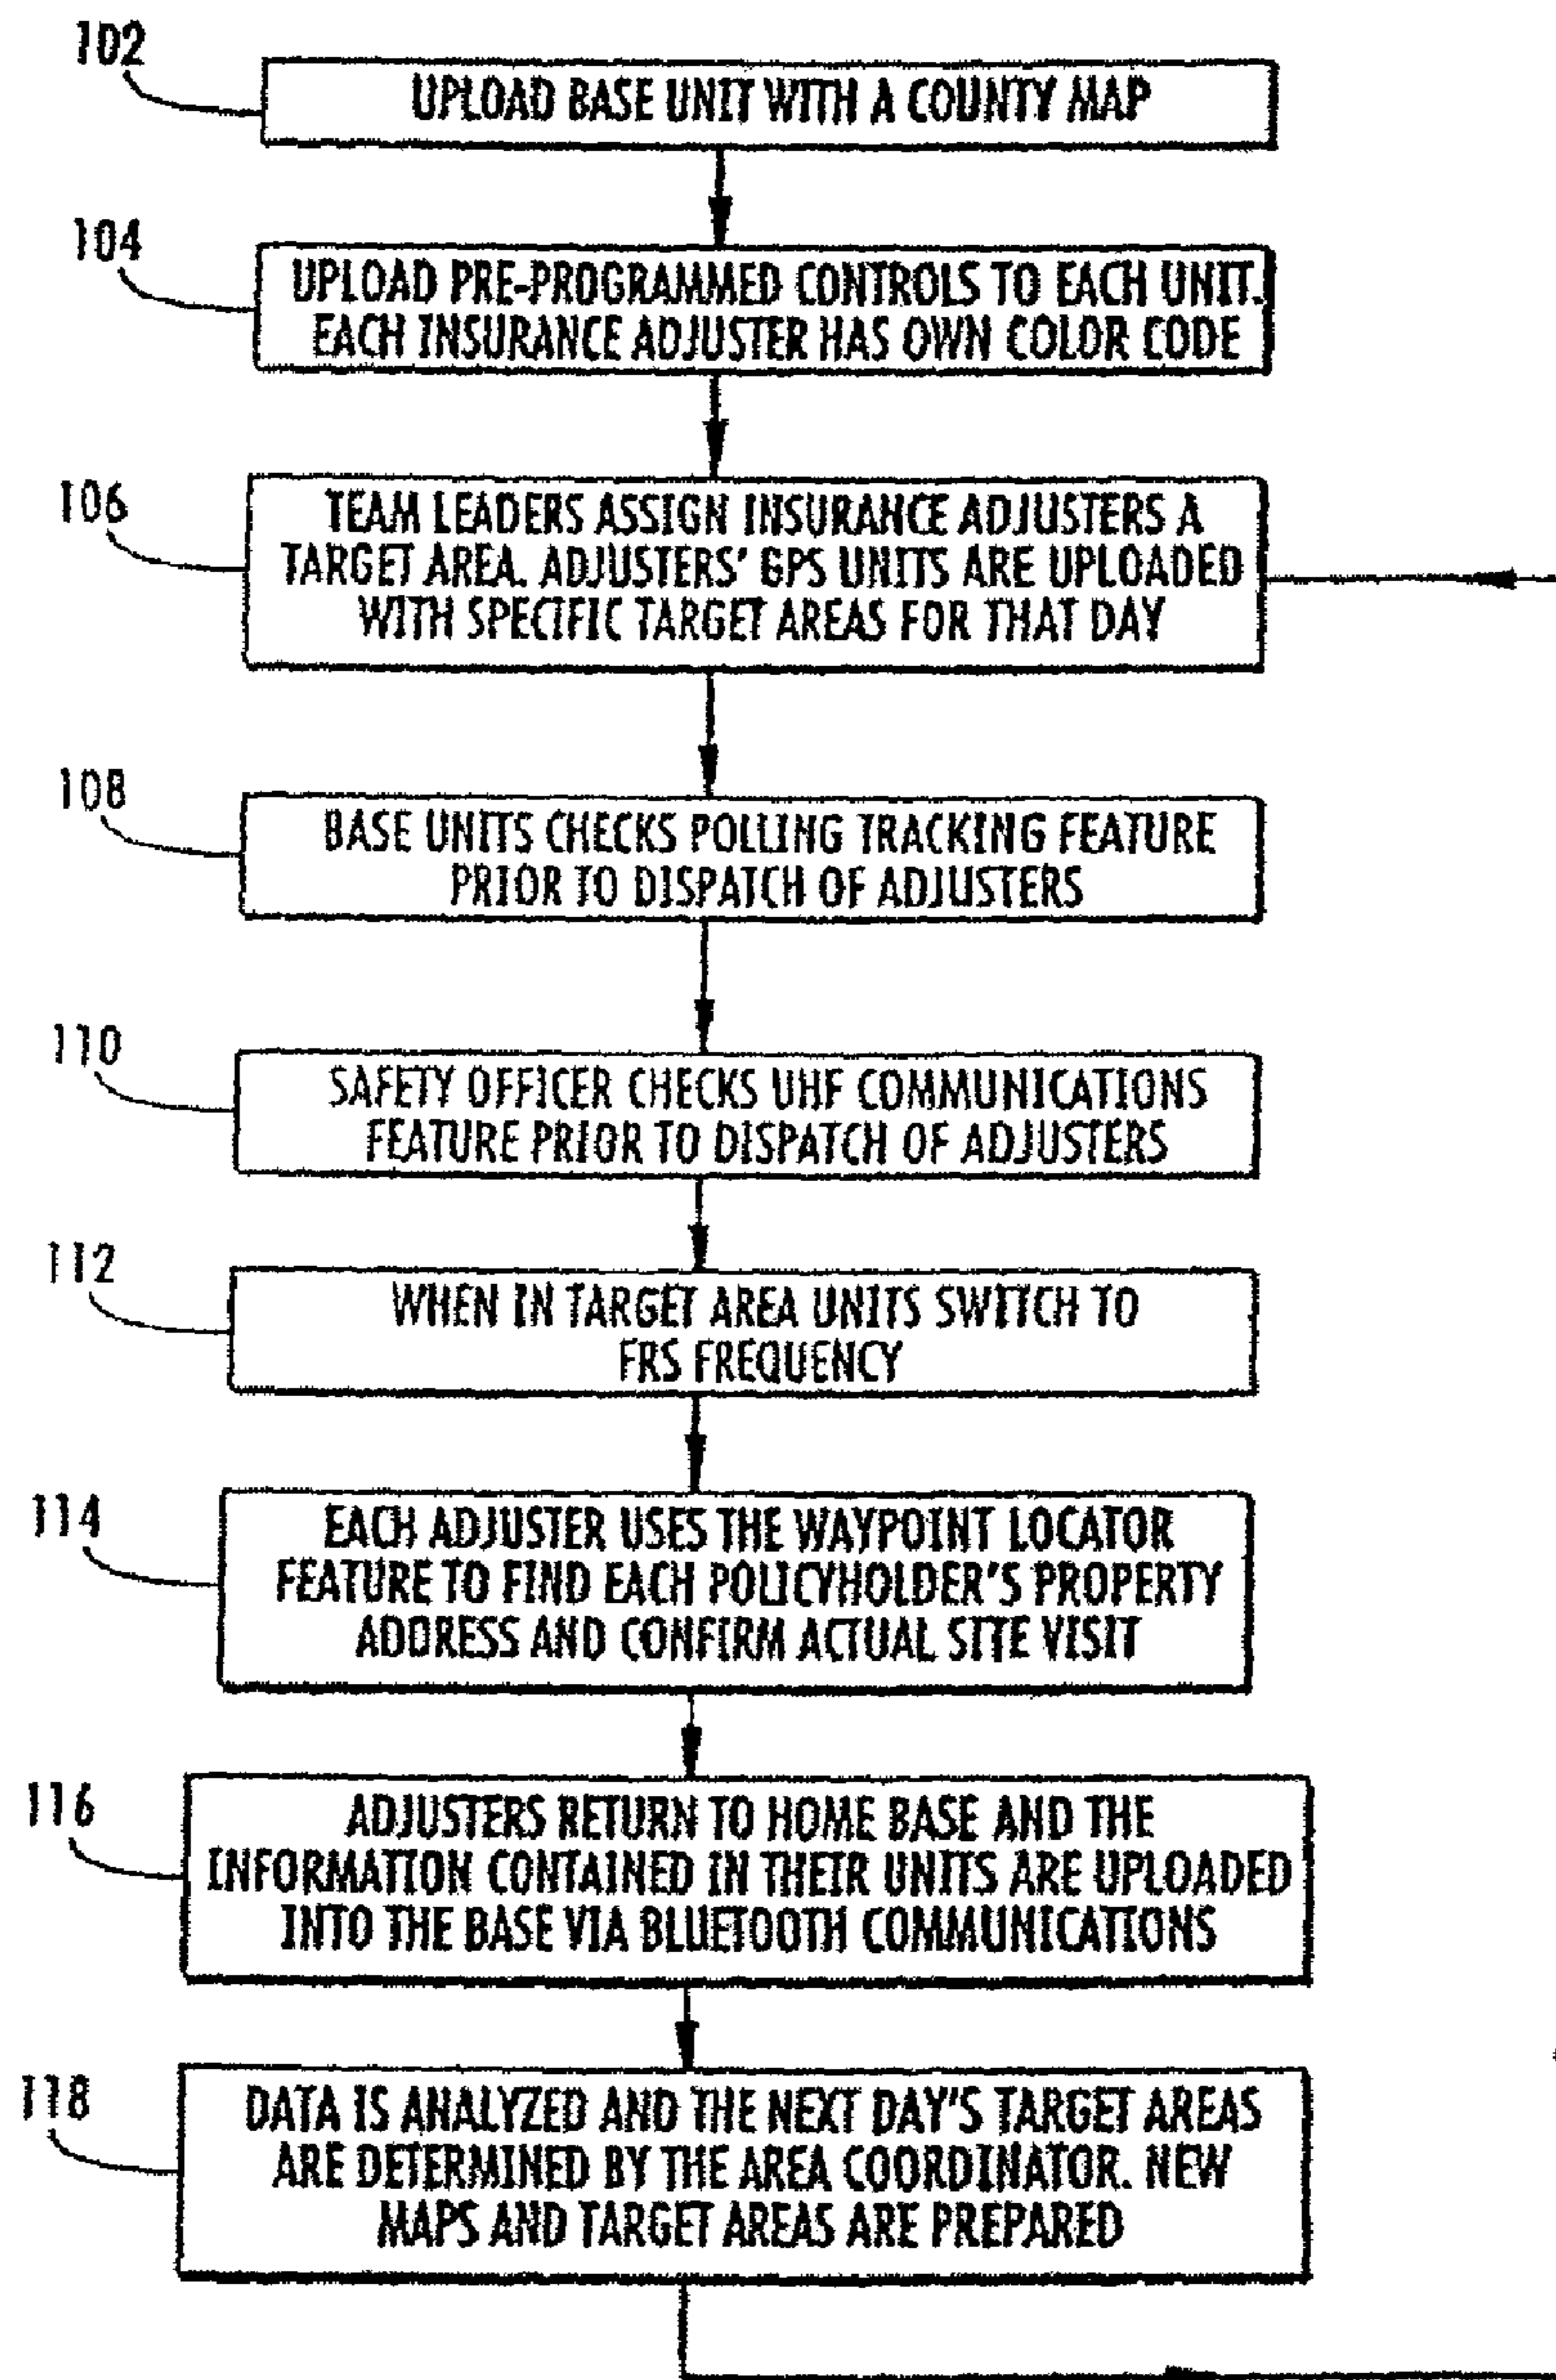 102
UPLOAD BASE UNIT WITH A COUNTY MAP
104
UPLOAD PRE-PROGRAMMED CONTROLS TO EACH UNIT.
EACH INSURANCE ADJUSTER HAS OWN COLOR CODE
106
TEAM LEADERS ASSIGN INSURANCE ADJUSTERS A
TARGET AREA. ADJUSTERS' GPS UNITS ARE UPLOADED
WITH SPECIFIC TARGET AREAS FOR THAT DAY
108
BASE UNITS CHECKS POLLING TRACKING FEATURE
PRIOR TO DISPATCH OF ADJUSTERS
110
SAFETY OFFICER CHECKS UHF COMMUNICATIONS
FEATURE PRIOR TO DISPATCH OF ADJUSTERS
112
WHEN IN TARGET AREA UNITS SWITCH TO
FRS FREQUENCY
114
EACH ADJUSTER USES THE WAYPOINT LOCATOR
FEATURE TO FIND EACH POLICYHOLDER'S PROPERTY
ADDRESS AND CONFIRM ACTUAL SITE VISIT
116
ADJUSTERS RETURN TO HOME BASE AND THE
INFORMATION CONTAINED IN THEIR UNITS ARE UPLOADED
INTO THE BASE VIA BLUETOOTH COMMUNICATIONS
118
DATA IS ANALYZED AND THE NEXT DAY'S TARGET AREAS
ARE DETERMINED BY THE AREA COORDINATOR. NEW
MAPS AND TARGET AREAS ARE PREPARED